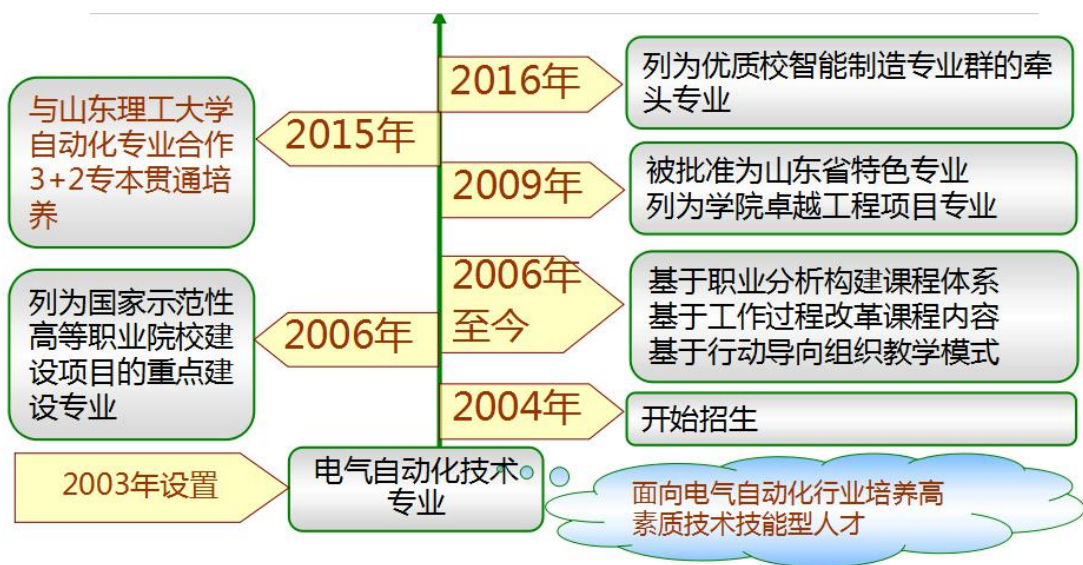 2016年
列为优质校智能制造专业群的牵
头专业
与山东理工大学
自动化专业合作
3+2专本贯通培
养
2015年
2009年
被批准为山东省特色专业
列为学院卓越工程项目专业
2006年
至今
基于职业分析构建课程体系
基于工作过程改革课程内容
基于行动导向组织教学模式
列为国家示范性
高等职业院校建
设项目的重点建
设专业
2006年
2004年
开始招生
2003年设置
电气自动化技术
专业
面向电气自动化行业培养高
素质技术技能型人才